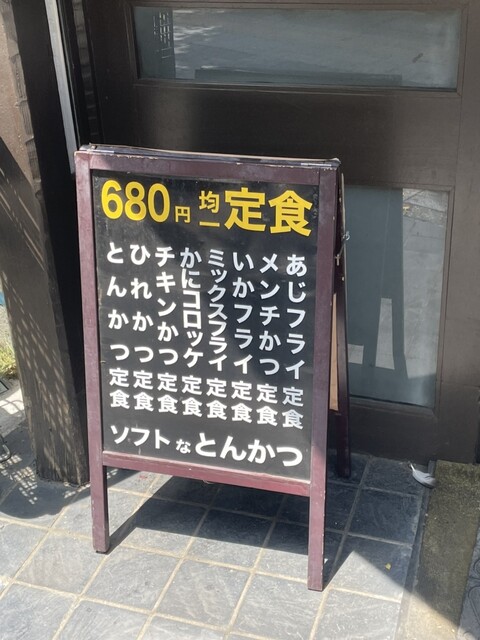 680円均一定食
あじフライ定食
メンチかつ定食
いかフライ定食
ミックスフライ定食
かにコロッケ定食
チキンかつ定食
ひれかつ定食
とんかつ定食
ソフトなとんかつ